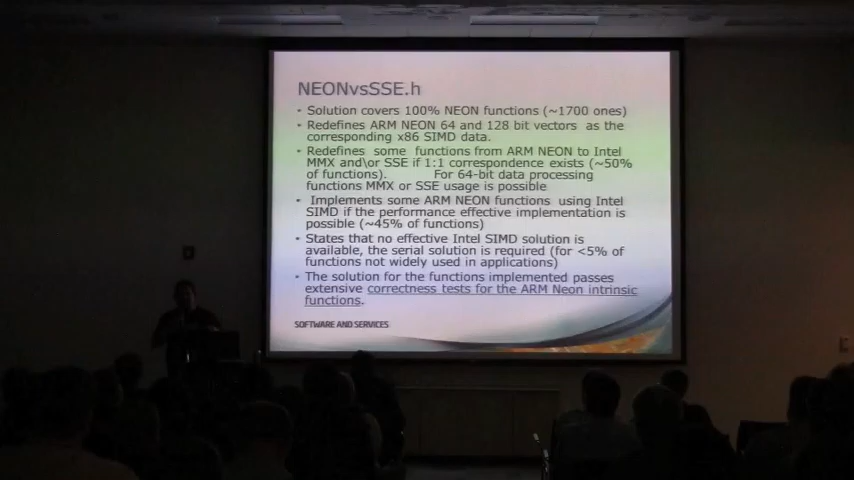 NEONvsSSE.h
• Solution covers 100% NEON functions (~1700 ones)
• Redefines ARM NEON 64 and 128 bit vectors as the
corresponding x86 SIMD data.
• Redefines some functions from ARM NEON to Intel
MMX and\or SSE if 1:1 correspondence exists (~50%
of functions). For 64-bit data processing
functions MMX or SSE usage is possible
• Implements some ARM NEON functions using Intel
SIMD if the performance effective implementation is
possible (~45% of functions)
• States that no effective Intel SIMD solution is
available, the serial solution is required (for <5% of
functions not widely used in applications)
• The solution for the functions implemented passes
extensive correctness tests for the ARM Neon intrinsic
functions.
SOFTWARE AND SERVICES